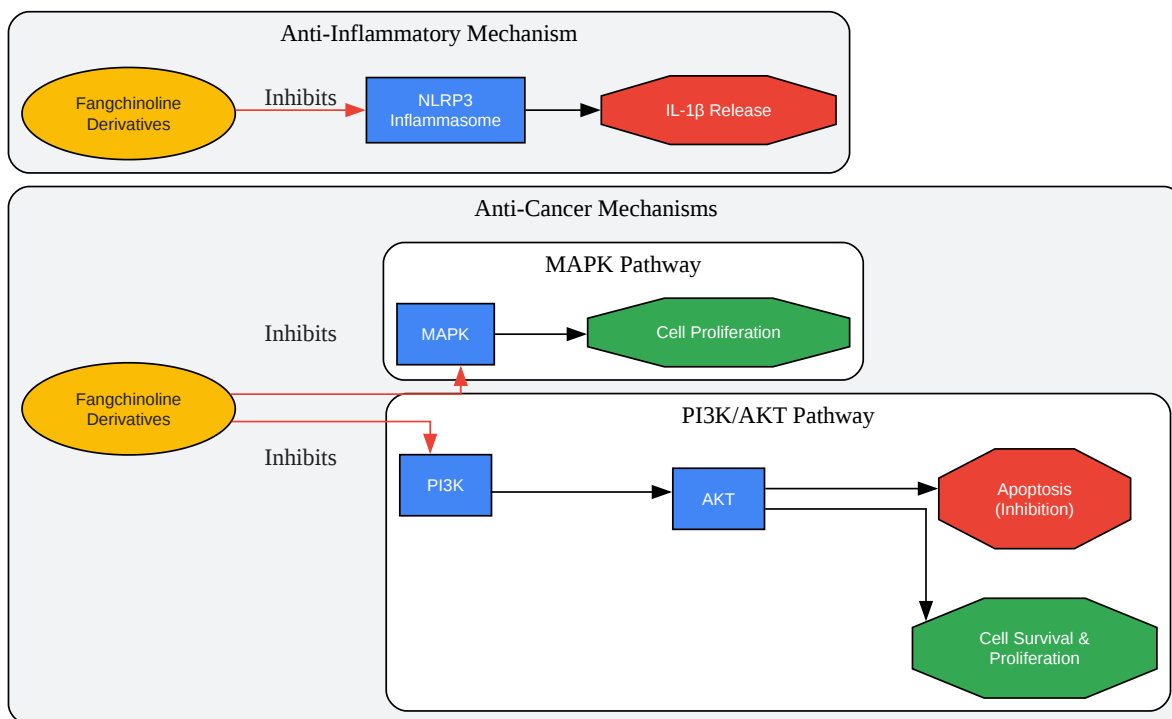 Anti-Inflammatory Mechanism
Fangchinoline
Derivatives
Inhibits
NLRP3
Inflammasome
IL-1β Release
Anti-Cancer Mechanisms
MAPK Pathway
Inhibits
MAPK
Cell Proliferation
Fangchinoline
Derivatives
PI3K/AKT Pathway
Inhibits
PI3K
AKT
Apoptosis
(Inhibition)
Cell Survival &
Proliferation